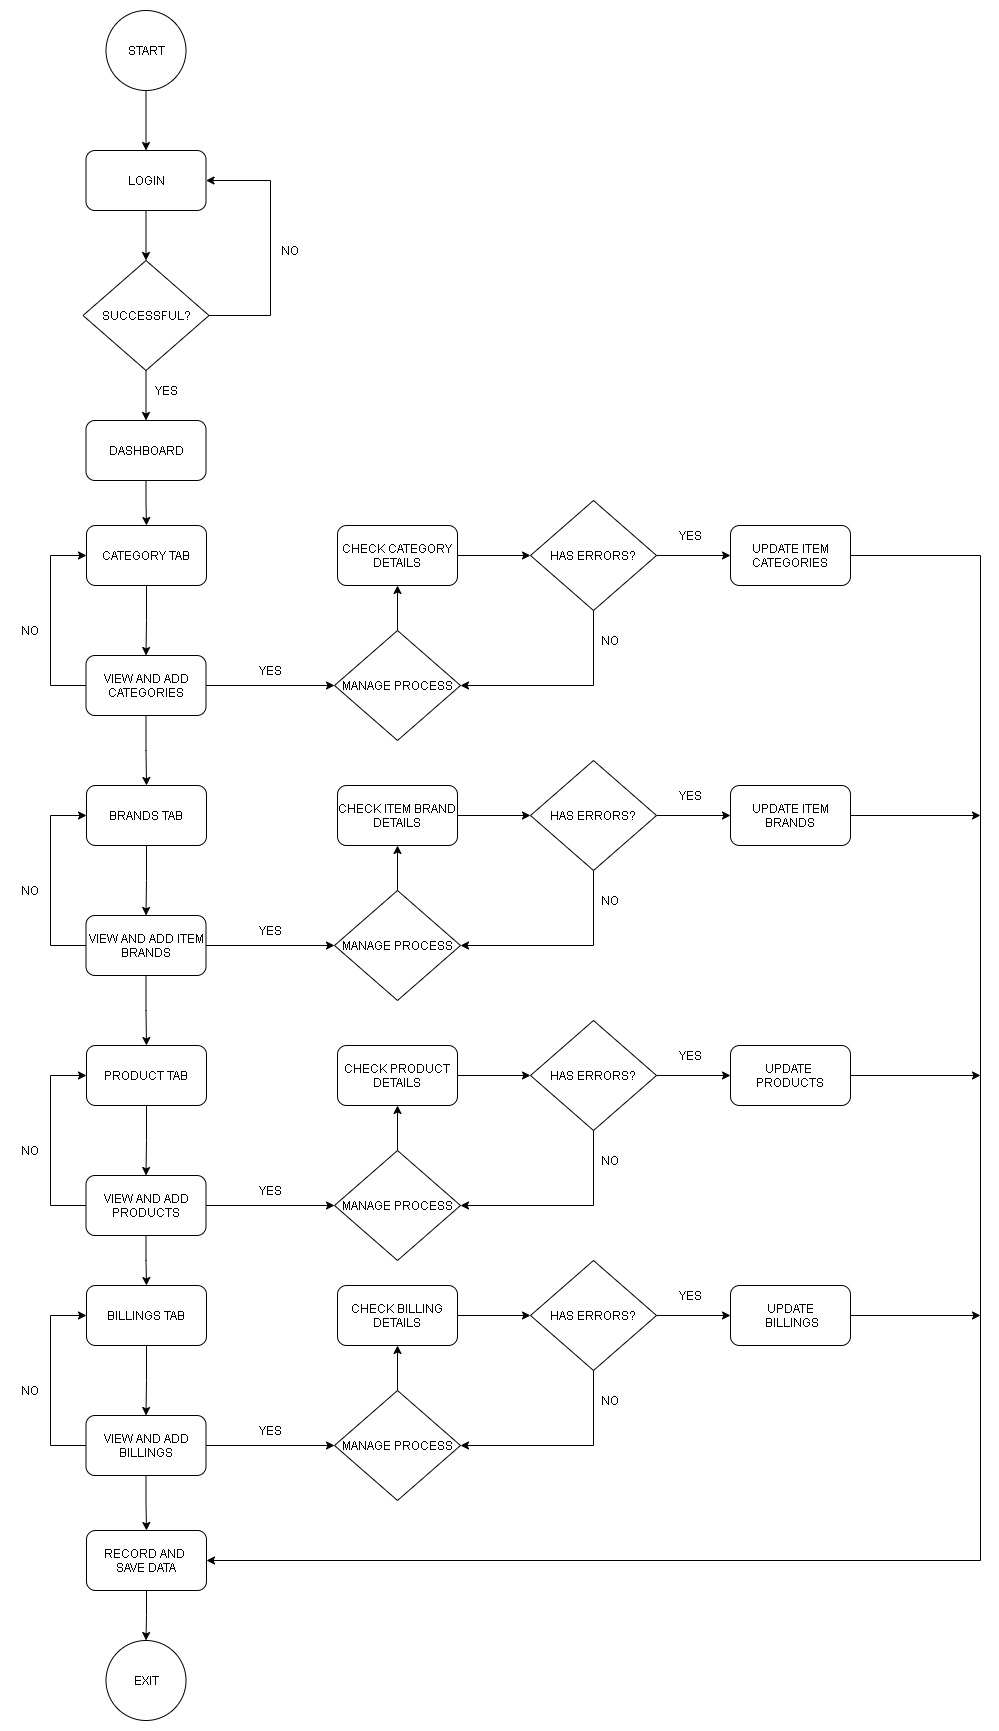 START
LOGIN
NO
SUCCESSFUL?
YES
DASHBOARD
CATEGORY TAB
CHECK CATEGORY
DETAILS
HAS ERRORS?
YES
UPDATE ITEM
CATEGORIES
NO
NO
VIEW AND ADD
CATEGORIES
YES
MANAGE PROCESS
BRANDS TAB
CHECK ITEM BRAND
DETAILS
HAS ERRORS?
YES
UPDATE ITEM
BRANDS
NO
NO
VIEW AND ADD ITEM
BRANDS
YES
MANAGE PROCESS
PRODUCT TAB
CHECK PRODUCT
DETAILS
HAS ERRORS?
YES
UPDATE
PRODUCTS
NO
NO
VIEW AND ADD
PRODUCTS
YES
MANAGE PROCESS
BILLINGS TAB
CHECK BILLING
DETAILS
HAS ERRORS?
YES
UPDATE
BILLINGS
NO
NO
VIEW AND ADD
BILLINGS
YES
MANAGE PROCESS
RECORD AND
SAVE DATA
EXIT